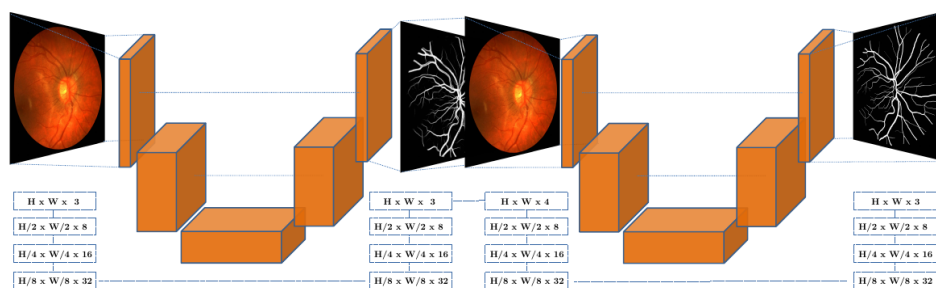 H x W x 3
H/2 x W/2 x 8
H/4 x W/4 x 16
H/8 x W/8 x 32
H x W x 3
H/2 x W/2 x 8
H/4 x W/4 x 16
H/8 x W/8 x 32
H x W x 4
H/2 x W/2 x 8
H/4 x W/4 x 16
H/8 x W/8 x 32
H x W x 3
H/2 x W/2 x 8
H/4 x W/4 x 16
H/8 x W/8 x 32